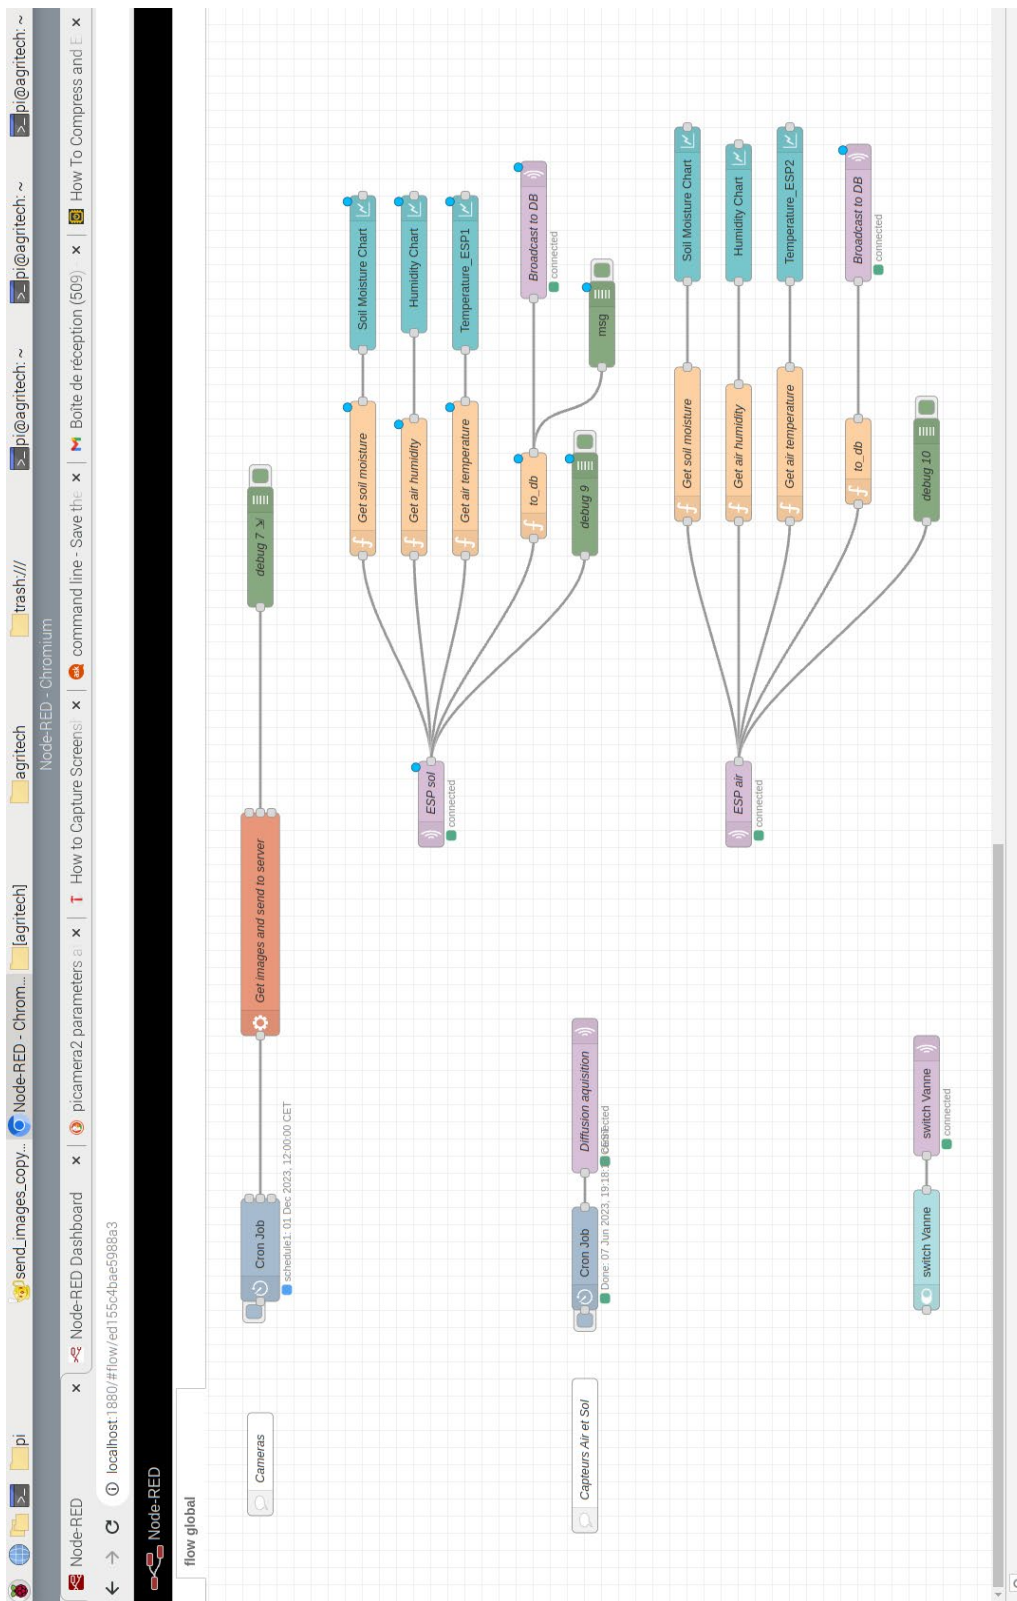 send_images_copy...
Node-RED - Chrom...
[agritech]
agritech
trash:///
pi@agritech: ~
pi@agritech: ~
pi@agritech: ~
pi
Node-RED - Chromium
Node-RED
Node-RED Dashboard
picamera2 parameters a
How to Capture Screens
command line - Save the
Boîte de réception (509)
How To Compress and E
localhost:1880/#flow/ed155c4bae5988a3
Node-RED
flow global
Cameras
Cron Job
schedule1: 01 Dec 2023, 12:00:00 CET
Get images and send to server
debug 7
ESP sol
connected
Get soil moisture
Soil Moisture Chart
Get air humidity
Humidity Chart
Get air temperature
Temperature_ESP1
to_db
Broadcast to DB
connected
debug 9
msg
Capteurs Air et Sol
Cron Job
Done: 07 Jun 2023, 19:18:
Diffusion aquisition
ESP air
connected
Get soil moisture
Soil Moisture Chart
Get air humidity
Humidity Chart
Get air temperature
Temperature_ESP2
to_db
Broadcast to DB
connected
debug 10
switch Vanne
switch Vanne
connected